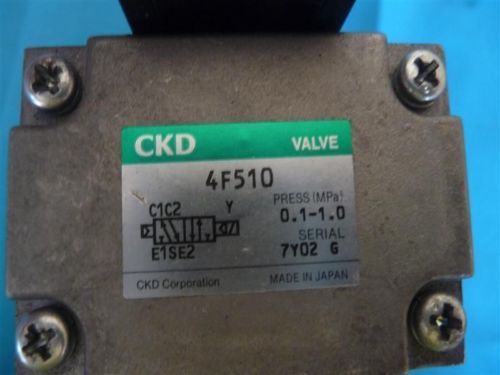 CKD VALVE
4F510
C1C2 Y PRESS (MPa)
0.1-1.0
SERIAL
E1SE2 7Y02 G
CKD Corporation MADE IN JAPAN